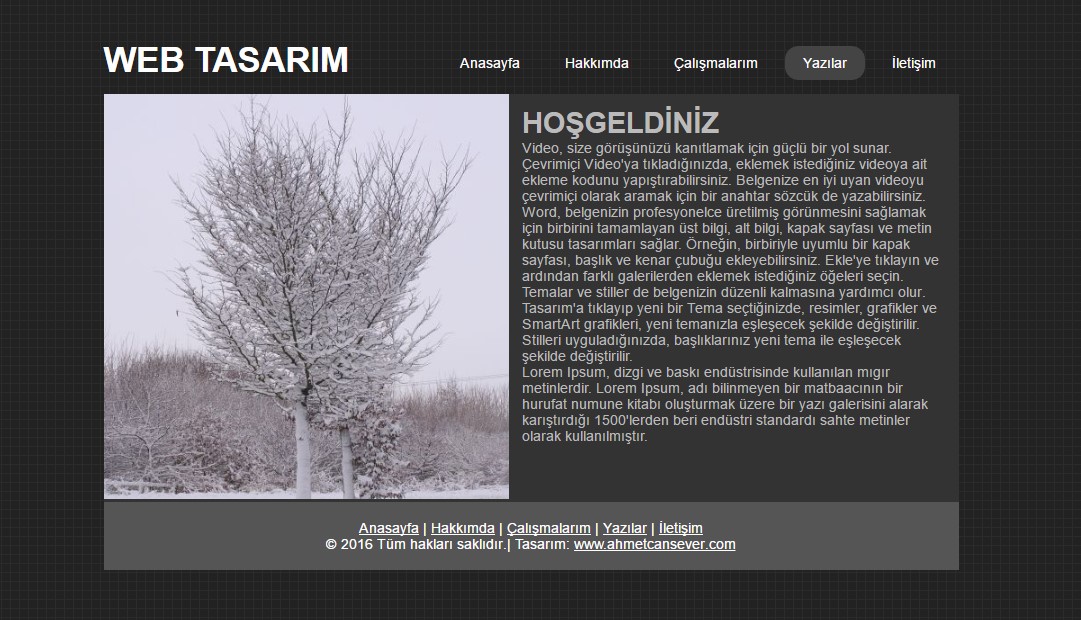 WEB TASARIM
Anasayfa Hakkımda Çalışmalarım Yazılar İletişim
HOŞGELDİNİZ
Video, size görüşünüzü kanıtlamak için güçlü bir yol sunar.
Çevrimiçi Video'ya tıkladığınızda, eklemek istediğiniz videoya ait
ekleme kodunu yapıştırabilirsiniz. Belgenize en iyi uyan videoyu
çevrimiçi olarak aramak için bir anahtar sözcük de yazabilirsiniz.
Word, belgenizin profesyonelce üretilmiş görünmesini sağlamak
için birbirini tamamlayan üst bilgi, alt bilgi, kapak sayfası ve metin
kutusu tasarımları sağlar. Örneğin, birbiriyle uyumlu bir kapak
sayfası, başlık ve kenar çubuğu ekleyebilirsiniz. Ekle'ye tıklayın ve
ardından farklı galerilerden eklemek istediğiniz öğeleri seçin.
Temalar ve stiller de belgenizin düzenli kalmasına yardımcı olur.
Tasarım'a tıklayıp yeni bir Tema seçtiğinizde, resimler, grafikler ve
SmartArt grafikleri, yeni temanızla eşleşecek şekilde değiştirilir.
Stilleri uyguladığınızda, başlıklarınız yeni tema ile eşleşecek
şekilde değiştirilir.
Lorem Ipsum, dizgi ve baskı endüstrisinde kullanılan mıgır
metinlerdir. Lorem Ipsum, adı bilinmeyen bir matbaacının bir
hurufat numune kitabı oluşturmak üzere bir yazı galerisini alarak
karıştırdığı 1500'lerden beri endüstri standardı sahte metinler
olarak kullanılmıştır.
Anasayfa | Hakkımda | Çalışmalarım | Yazılar | İletişim
© 2016 Tüm hakları saklıdır.| Tasarım: www.ahmetcansever.com